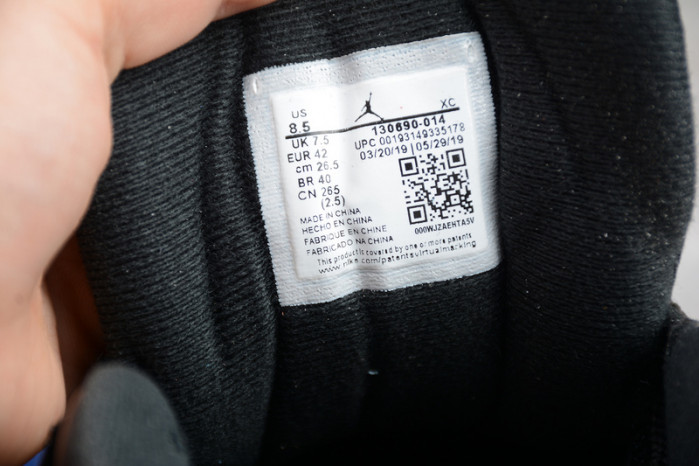 US
8.5
XC
UK 7.5
130690-014
EUR 42
UPC 00193149335178
cm 26.5
03/20/19 | 05/29/19
BR 40
CN 265
(2.5)
000WJZAEHTA5V
MADE IN CHINA
HECHO EN CHINA
FABRIQUE EN CHINE
FABRICADO NA CHINA
This product is covered by one or more patents
www.nike.com/patentsvirtualmarking